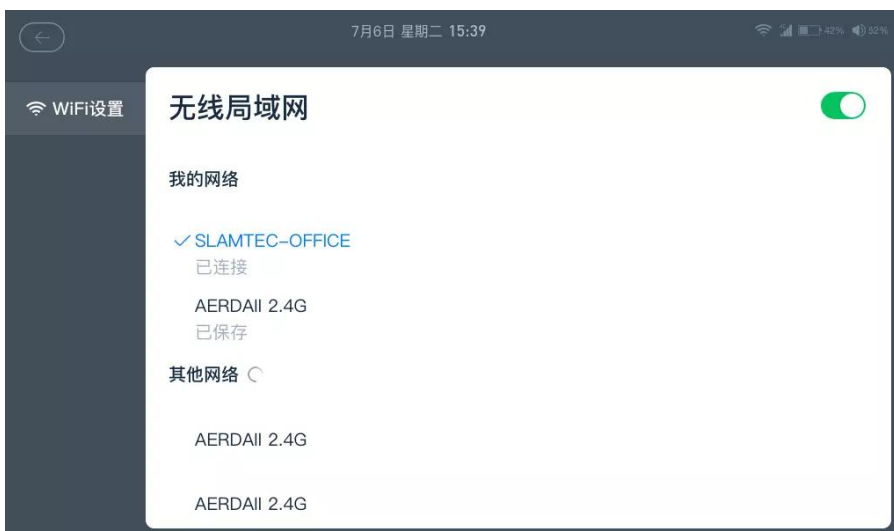 7月6日 星期二 15:39
42%
52%
WiFi设置
无线局域网
我的网络
SLAMTEC-OFFICE
已连接
AERDAII 2.4G
已保存
其他网络
AERDAII 2.4G
AERDAII 2.4G